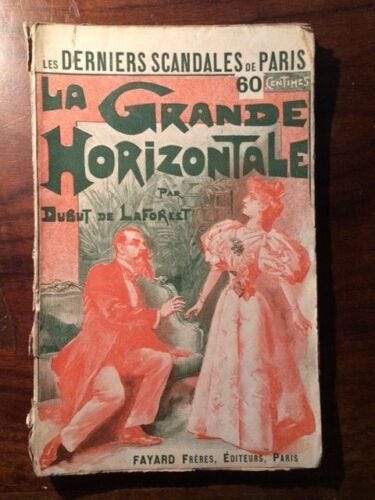 LES DERNIERS SCANDALES DE PARIS
60 CENTIMES
LA GRANDE
HORIZONTALE
PAR
DUBUT DE LAFOREST
FAYARD FRÈRES, ÉDITEURS, PARIS